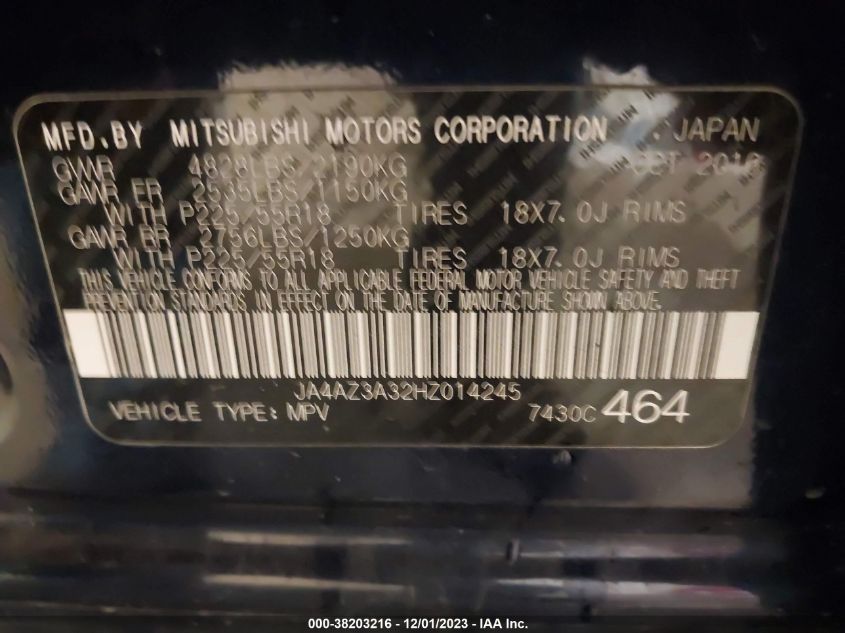 MFD.BY MITSUBISHI MOTORS CORPORATION JAPAN
GVWR 4828LBS/2190KG OCT 2016
GAWR FR 2535LBS/1150KG
WITH P225/55R18 TIRES 18X7.0J RIMS
GAWR RR 2756LBS/1250KG
WITH P225/55R18 TIRES 18X7.0J RIMS
THIS VEHICLE CONFORMS TO ALL APPLICABLE FEDERAL MOTOR VEHICLE SAFETY AND THEFT
PREVENTION STANDARDS IN EFFECT ON THE DATE OF MANUFACTURE SHOWN ABOVE.
JA4AZ3A32HZ014245
VEHICLE TYPE: MPV 7430C 464
000-38203216 - 12/01/2023 - IAA Inc.